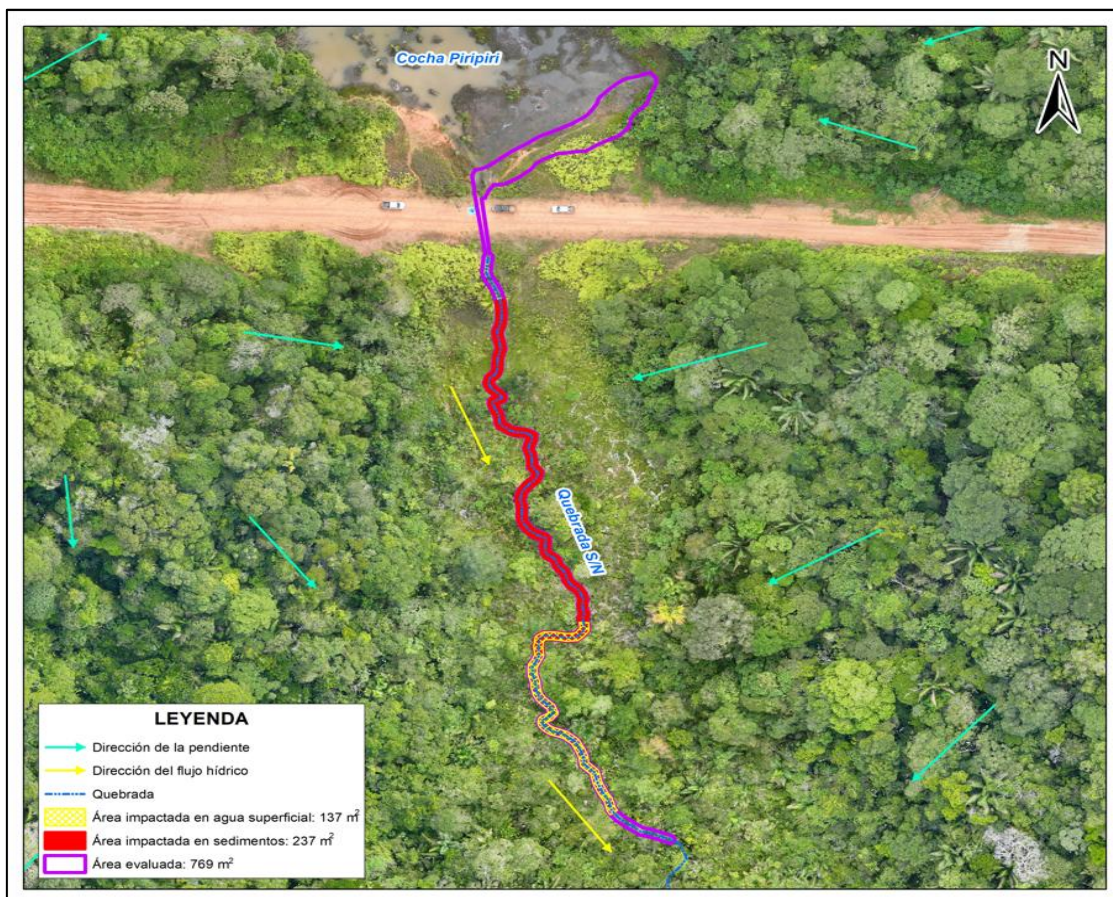 Cocha Piripiri
N
Quebrada S/N
LEYENDA
Dirección de la pendiente
Dirección del flujo hídrico
Quebrada
Área impactada en agua superficial: 137 m²
Área impactada en sedimentos: 237 m²
Área evaluada: 769 m²